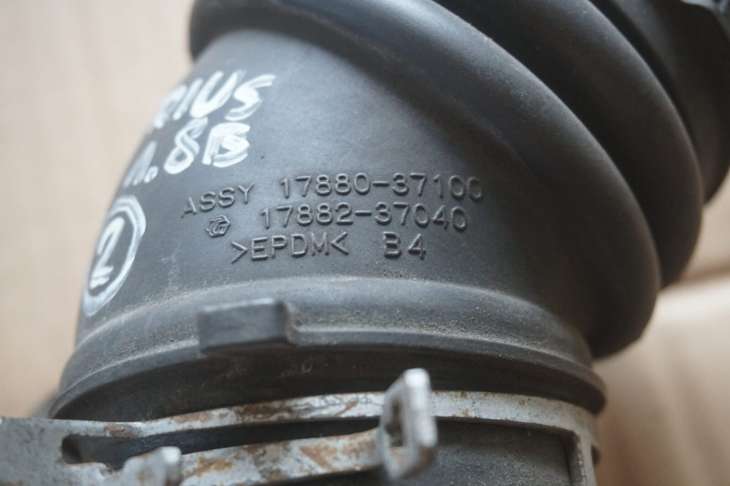 RIUS
1.8B
2
ASSY 17880-37100
17882-37040
>EPDM< B4